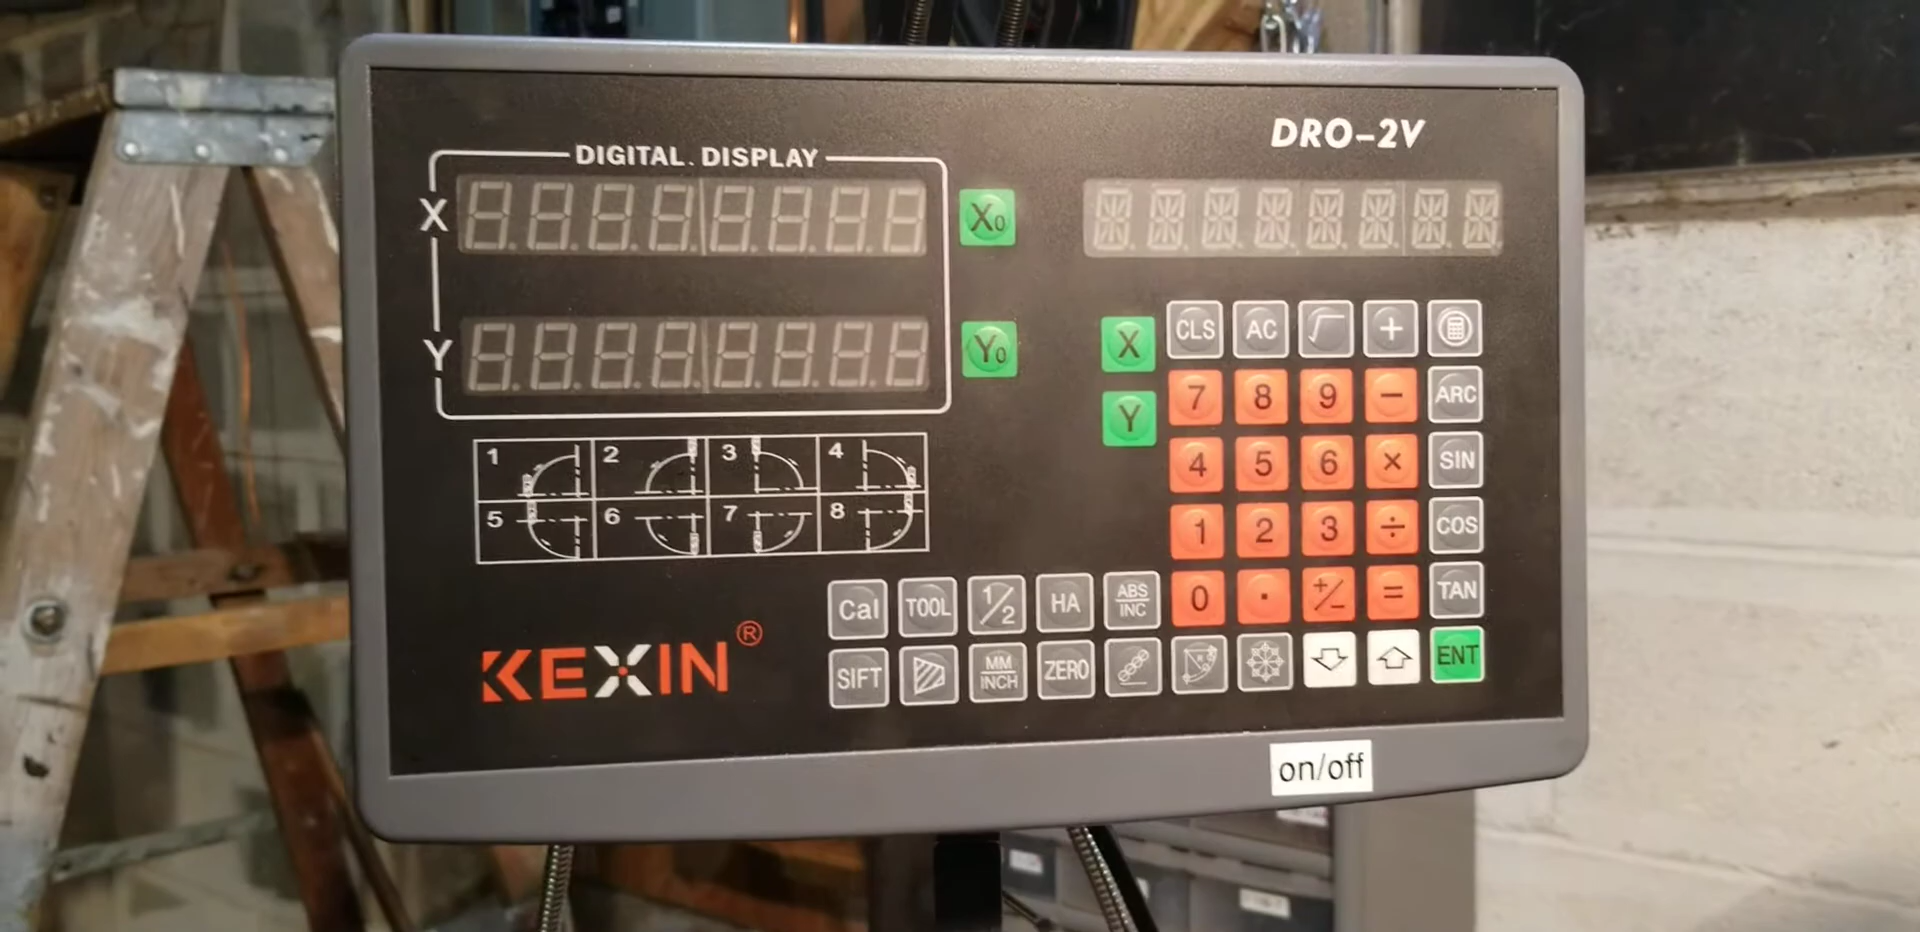 DRO-2V
DIGITAL. DISPLAY
X
X0
Y
Y0
X
CLS
AC
√
+
7
8
9
−
ARC
Y
4
5
6
×
SIN
1
2
3
÷
COS
1
2
3
4
5
6
7
8
Cal
TOOL
1/2
HA
ABS
INC
0
.
+/−
=
TAN
KEXIN®
SIFT
MM
INCH
ZERO
ENT
on/off